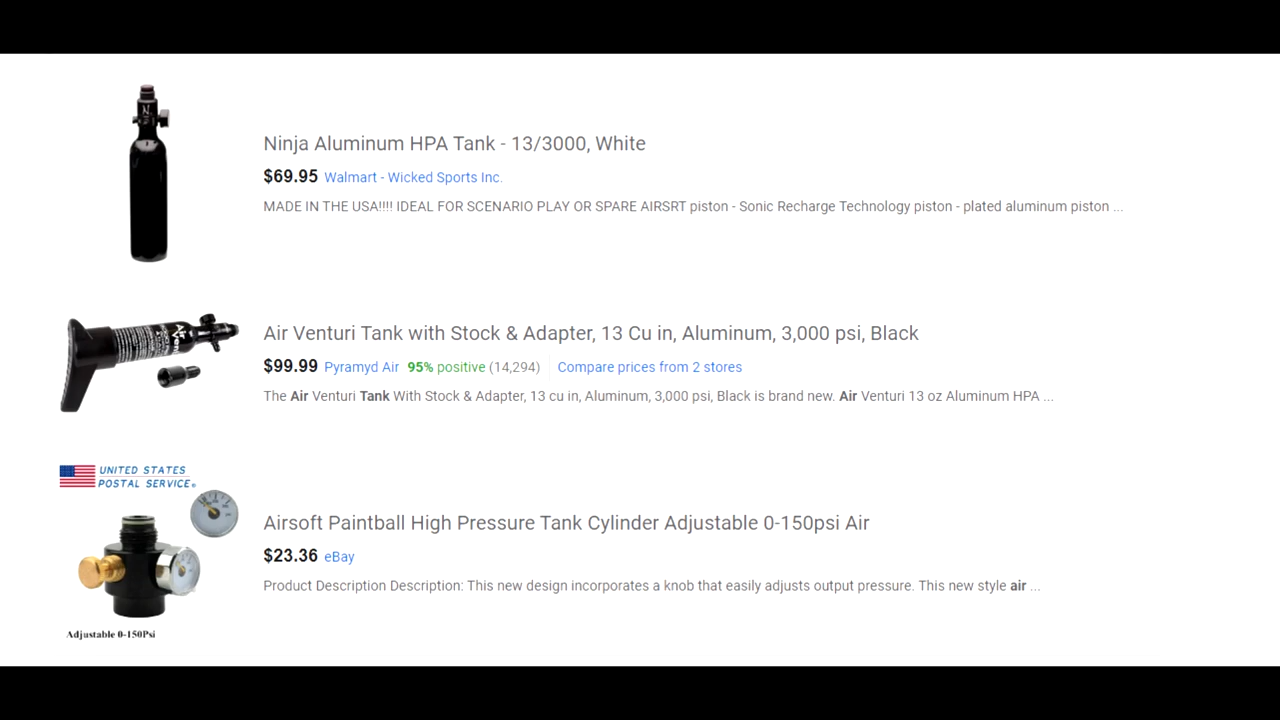 Ninja Aluminum HPA Tank - 13/3000, White
$69.95 Walmart - Wicked Sports Inc.
MADE IN THE USA!!!! IDEAL FOR SCENARIO PLAY OR SPARE AIRSRT piston - Sonic Recharge Technology piston - plated aluminum piston ...
Air Venturi Tank with Stock & Adapter, 13 Cu in, Aluminum, 3,000 psi, Black
$99.99 Pyramyd Air 95% positive (14,294) Compare prices from 2 stores
The Air Venturi Tank With Stock & Adapter, 13 cu in, Aluminum, 3,000 psi, Black is brand new. Air Venturi 13 oz Aluminum HPA ...
UNITED STATES
POSTAL SERVICE®
Airsoft Paintball High Pressure Tank Cylinder Adjustable 0-150psi Air
$23.36 eBay
Product Description Description: This new design incorporates a knob that easily adjusts output pressure. This new style air ...
Adjustable 0-150Psi